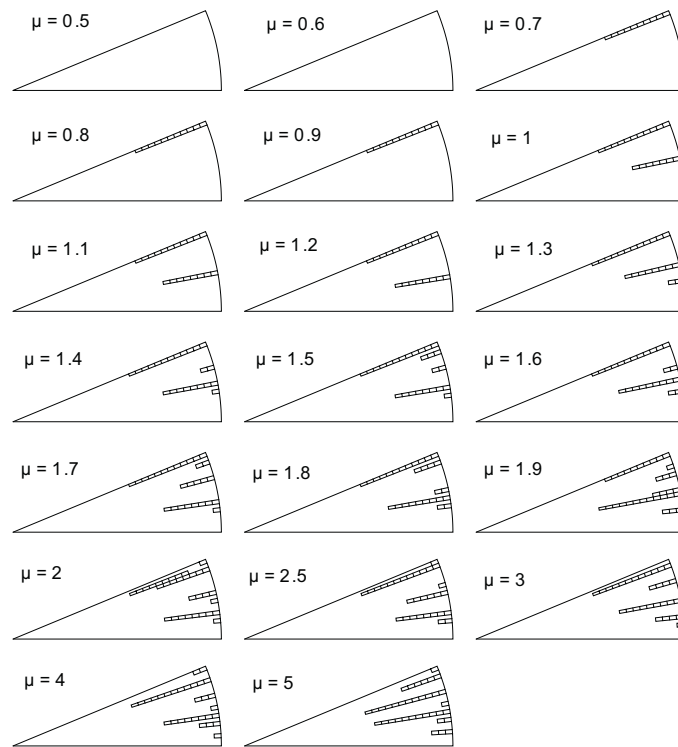 μ = 0.5 μ = 0.6 μ = 0.7
μ = 0.8 μ = 0.9 μ = 1
μ = 1.1 μ = 1.2 μ = 1.3
μ = 1.4 μ = 1.5 μ = 1.6
μ = 1.7 μ = 1.8 μ = 1.9
μ = 2 μ = 2.5 μ = 3
μ = 4 μ = 5